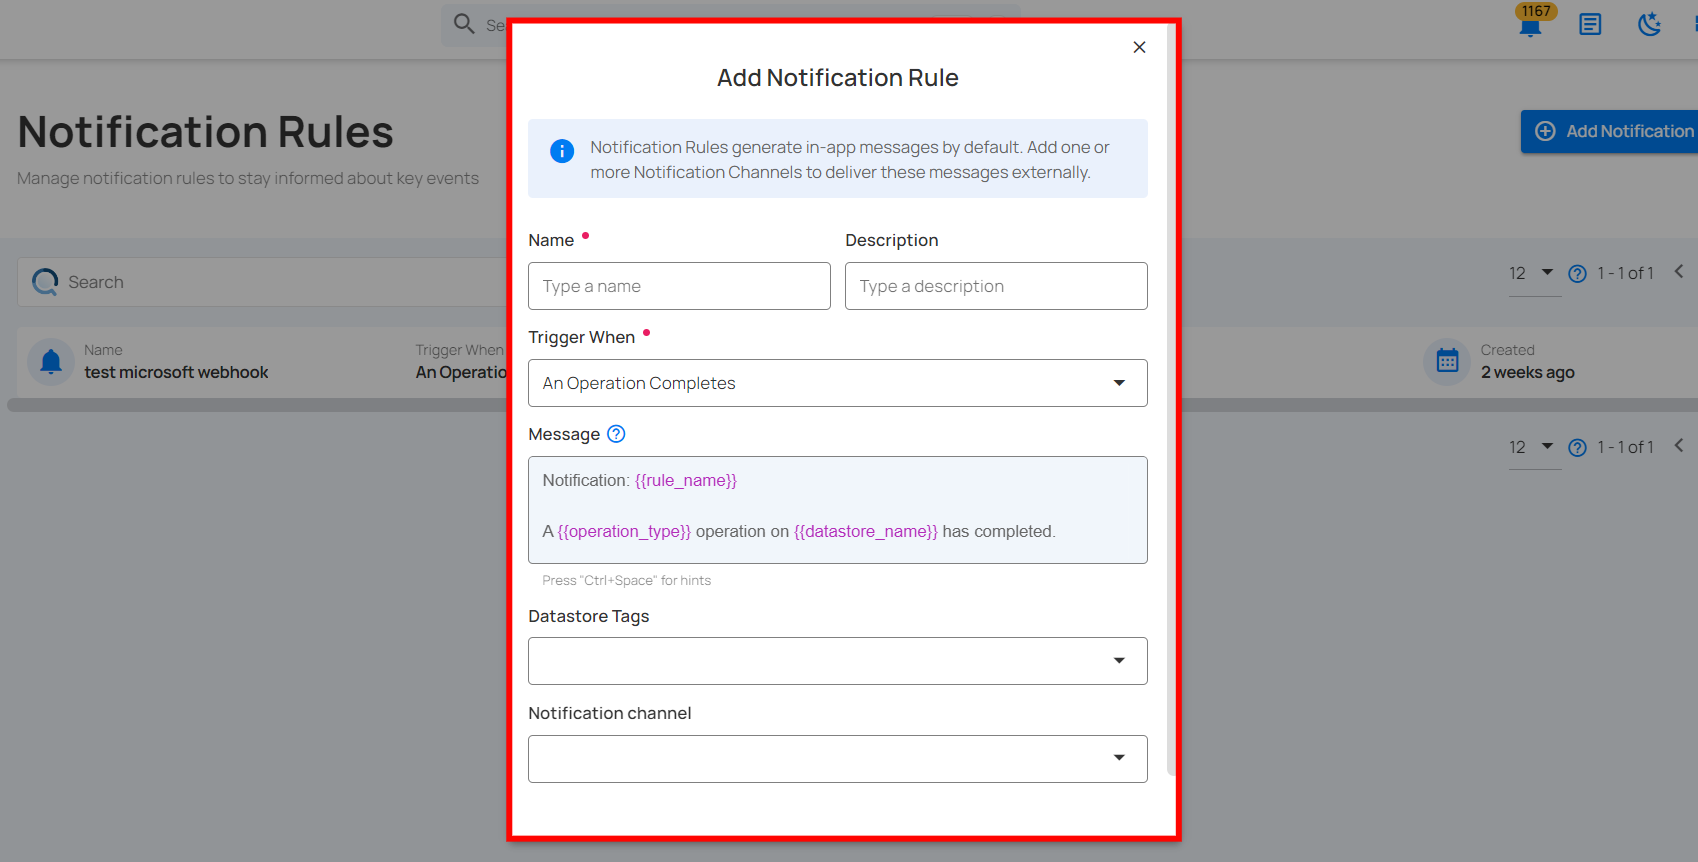 1167
Add Notification Rule
Notification Rules
Add Notification
Manage notification rules to stay informed about key events
Notification Rules generate in-app messages by default. Add one or
more Notification Channels to deliver these messages externally.
Name
Description
Type a name
Type a description
Search
12
1 - 1 of 1
Trigger When
An Operation Completes
Name
test microsoft webhook
Trigger When
An Operatio
Created
2 weeks ago
Message
Notification: {{rule_name}}
A {{operation_type}} operation on {{datastore_name}} has completed.
Press "Ctrl+Space" for hints
12
1 - 1 of 1
Datastore Tags
Notification channel